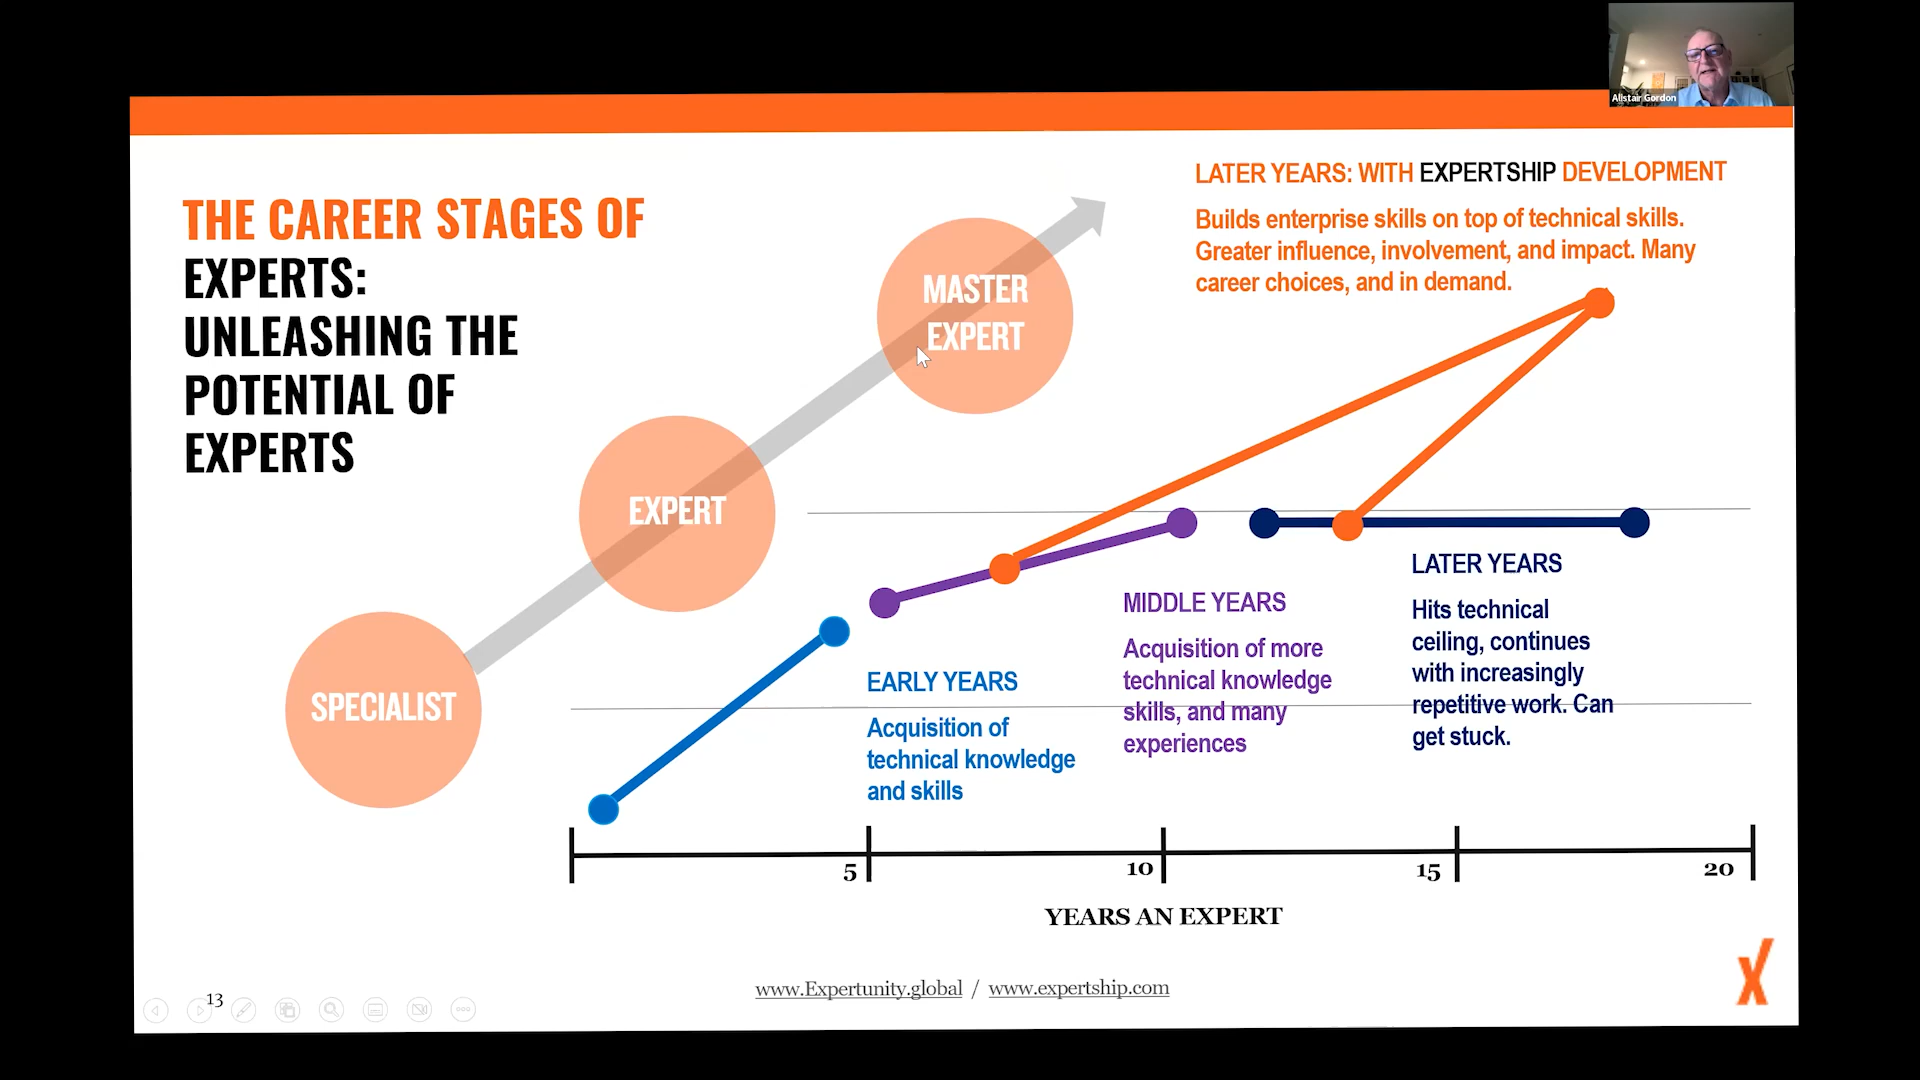 Alistair Gordon
THE CAREER STAGES OF
EXPERTS:
UNLEASHING THE
POTENTIAL OF
EXPERTS
LATER YEARS: WITH EXPERTSHIP DEVELOPMENT
Builds enterprise skills on top of technical skills.
Greater influence, involvement, and impact. Many
career choices, and in demand.
MASTER
EXPERT
EXPERT
SPECIALIST
EARLY YEARS
Acquisition of
technical knowledge
and skills
MIDDLE YEARS
Acquisition of more
technical knowledge
skills, and many
experiences
LATER YEARS
Hits technical
ceiling, continues
with increasingly
repetitive work. Can
get stuck.
5 10 15 20
YEARS AN EXPERT
www.Expertunity.global / www.expertship.com
13